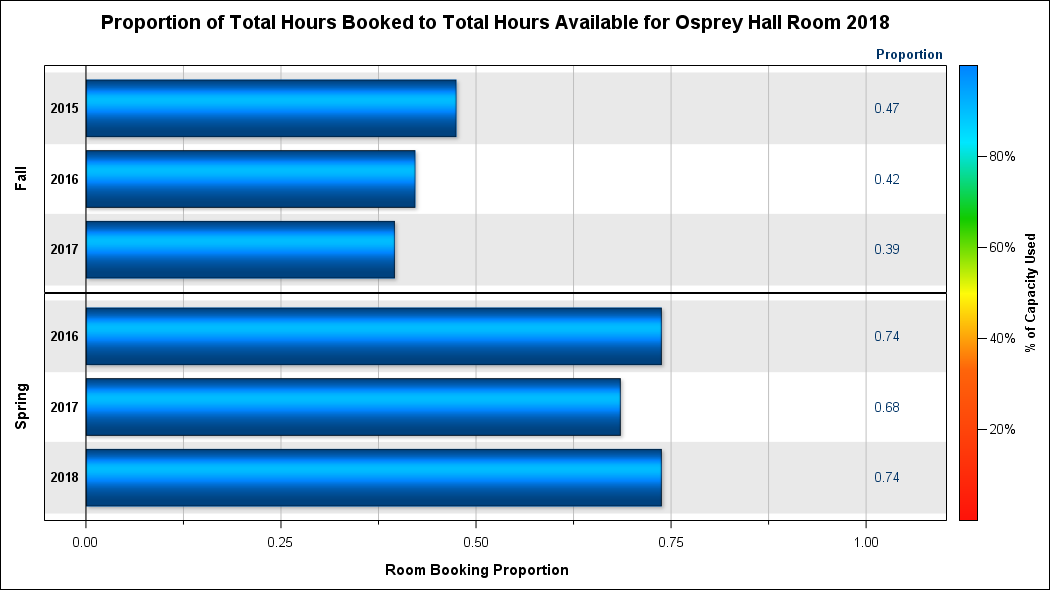 Proportion of Total Hours Booked to Total Hours Available for Osprey Hall Room 2018
Proportion
Fall
2015 0.47
2016 0.42
2017 0.39
Spring
2016 0.74
2017 0.68
2018 0.74
0.00 0.25 0.50 0.75 1.00
Room Booking Proportion
80%
60%
40%
20%
% of Capacity Used